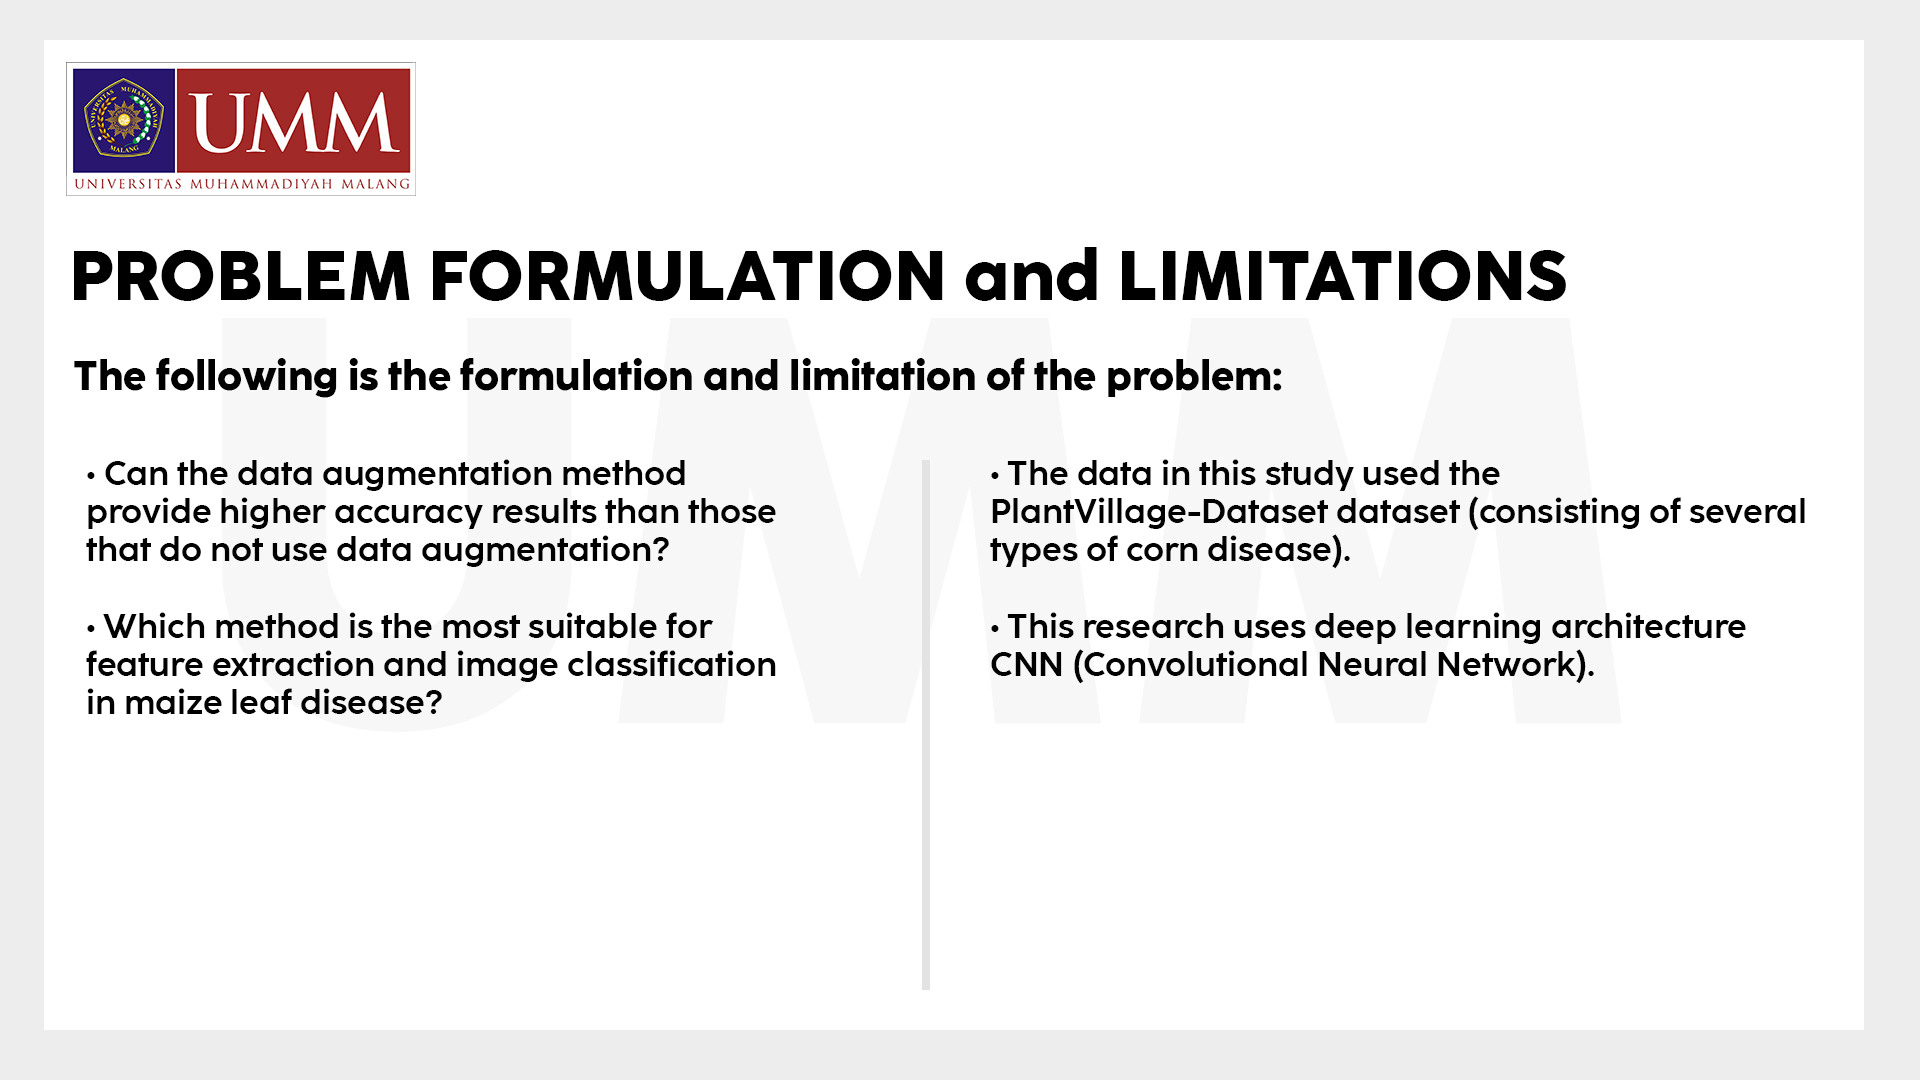 UNIVERSITAS MUHAMMADIYAH
MALANG
UMM
UNIVERSITAS MUHAMMADIYAH MALANG
PROBLEM FORMULATION and LIMITATIONS
UMM
The following is the formulation and limitation of the problem:
• Can the data augmentation method
provide higher accuracy results than those
that do not use data augmentation?
• Which method is the most suitable for
feature extraction and image classification
in maize leaf disease?
• The data in this study used the
PlantVillage-Dataset dataset (consisting of several
types of corn disease).
• This research uses deep learning architecture
CNN (Convolutional Neural Network).